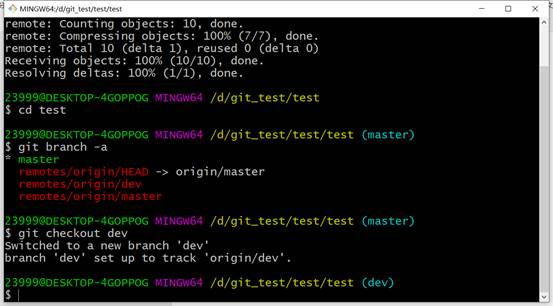 MINGW64:/d/git_test/test/test
remote: Counting objects: 10, done.
remote: Compressing objects: 100% (7/7), done.
remote: Total 10 (delta 1), reused 0 (delta 0)
Receiving objects: 100% (10/10), done.
Resolving deltas: 100% (1/1), done.
23999@DESKTOP-4GOPPOG MINGW64 /d/git_test/test
$ cd test
23999@DESKTOP-4GOPPOG MINGW64 /d/git_test/test/test (master)
$ git branch -a
* master
remotes/origin/HEAD -> origin/master
remotes/origin/dev
remotes/origin/master
23999@DESKTOP-4GOPPOG MINGW64 /d/git_test/test/test (master)
$ git checkout dev
Switched to a new branch 'dev'
branch 'dev' set up to track 'origin/dev'.
23999@DESKTOP-4GOPPOG MINGW64 /d/git_test/test/test (dev)
$